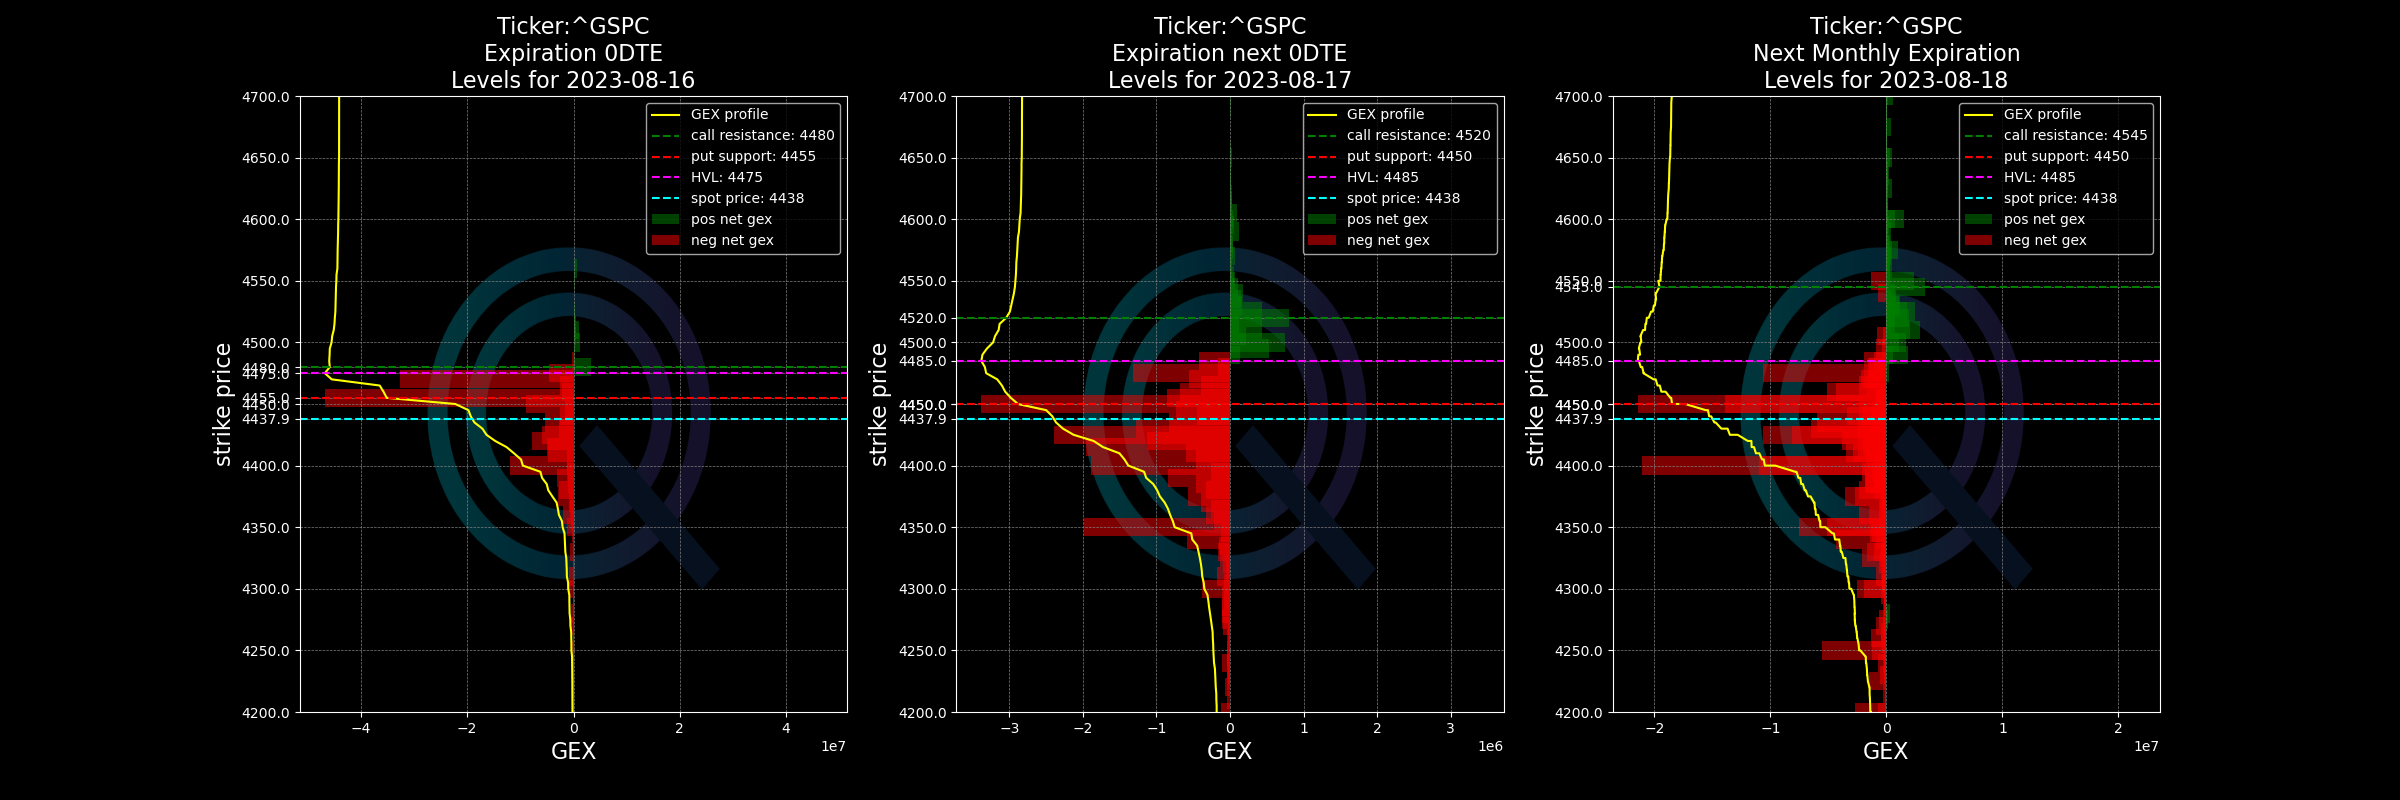 Ticker:^GSPC
Expiration 0DTE
Levels for 2023-08-16
4700.0
4650.0
4600.0
4550.0
4500.0
4480.0
4475.0
4455.0
4450.0
4437.9
4400.0
4350.0
4300.0
4250.0
4200.0
strike price
GEX profile
call resistance: 4480
put support: 4455
HVL: 4475
spot price: 4438
pos net gex
neg net gex
−4 −2 0 2 4
1e7
GEX
Ticker:^GSPC
Expiration next 0DTE
Levels for 2023-08-17
4700.0
4650.0
4600.0
4550.0
4520.0
4500.0
4485.0
4450.0
4437.9
4400.0
4350.0
4300.0
4250.0
4200.0
strike price
GEX profile
call resistance: 4520
put support: 4450
HVL: 4485
spot price: 4438
pos net gex
neg net gex
−3 −2 −1 0 1 2 3
1e6
GEX
Ticker:^GSPC
Next Monthly Expiration
Levels for 2023-08-18
4700.0
4650.0
4600.0
4550.0
4545.0
4500.0
4485.0
4450.0
4437.9
4400.0
4350.0
4300.0
4250.0
4200.0
strike price
GEX profile
call resistance: 4545
put support: 4450
HVL: 4485
spot price: 4438
pos net gex
neg net gex
−2 −1 0 1 2
1e7
GEX